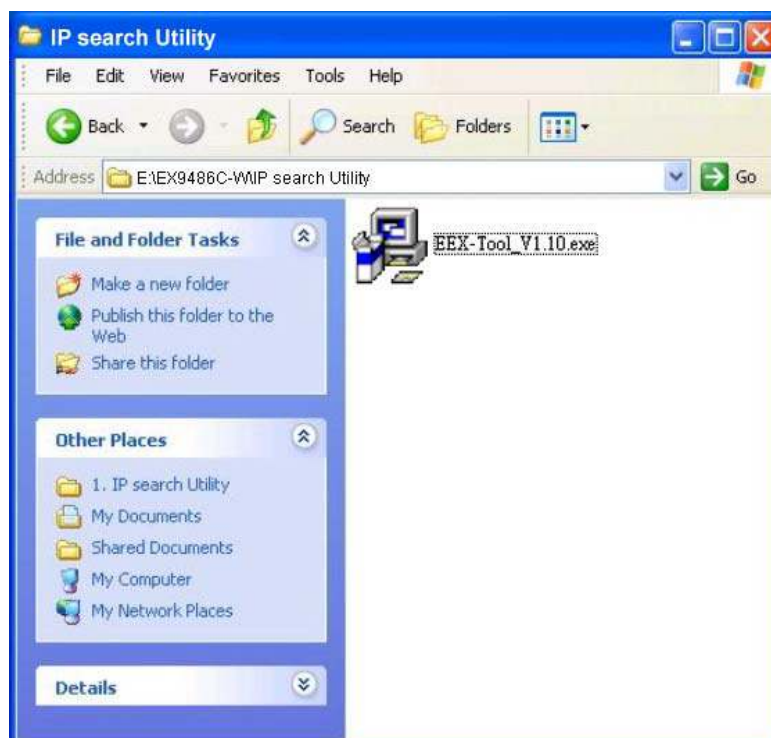 IP search Utility
File Edit View Favorites Tools Help
Back Search Folders
Address E:\EX9486C-W\IP search Utility Go
File and Folder Tasks
Make a new folder
Publish this folder to the
Web
Share this folder
EEX-Tool_V1.10.exe
Other Places
1. IP search Utility
My Documents
Shared Documents
My Computer
My Network Places
Details